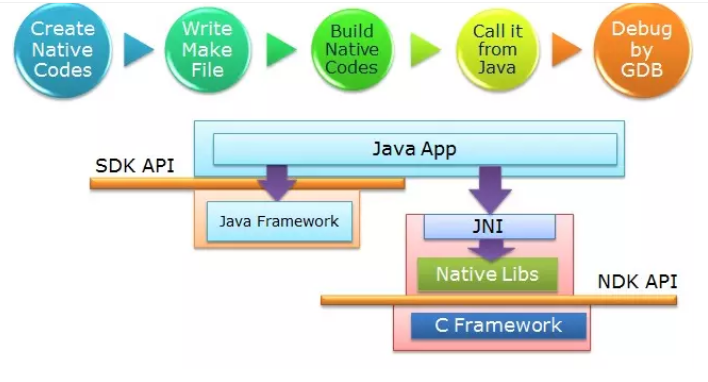 Create
Native
Codes
Write
Make
File
Build
Native
Codes
Call it
from
Java
Debug
by
GDB
Java App
SDK API
Java Framework
JNI
Native Libs
NDK API
C Framework